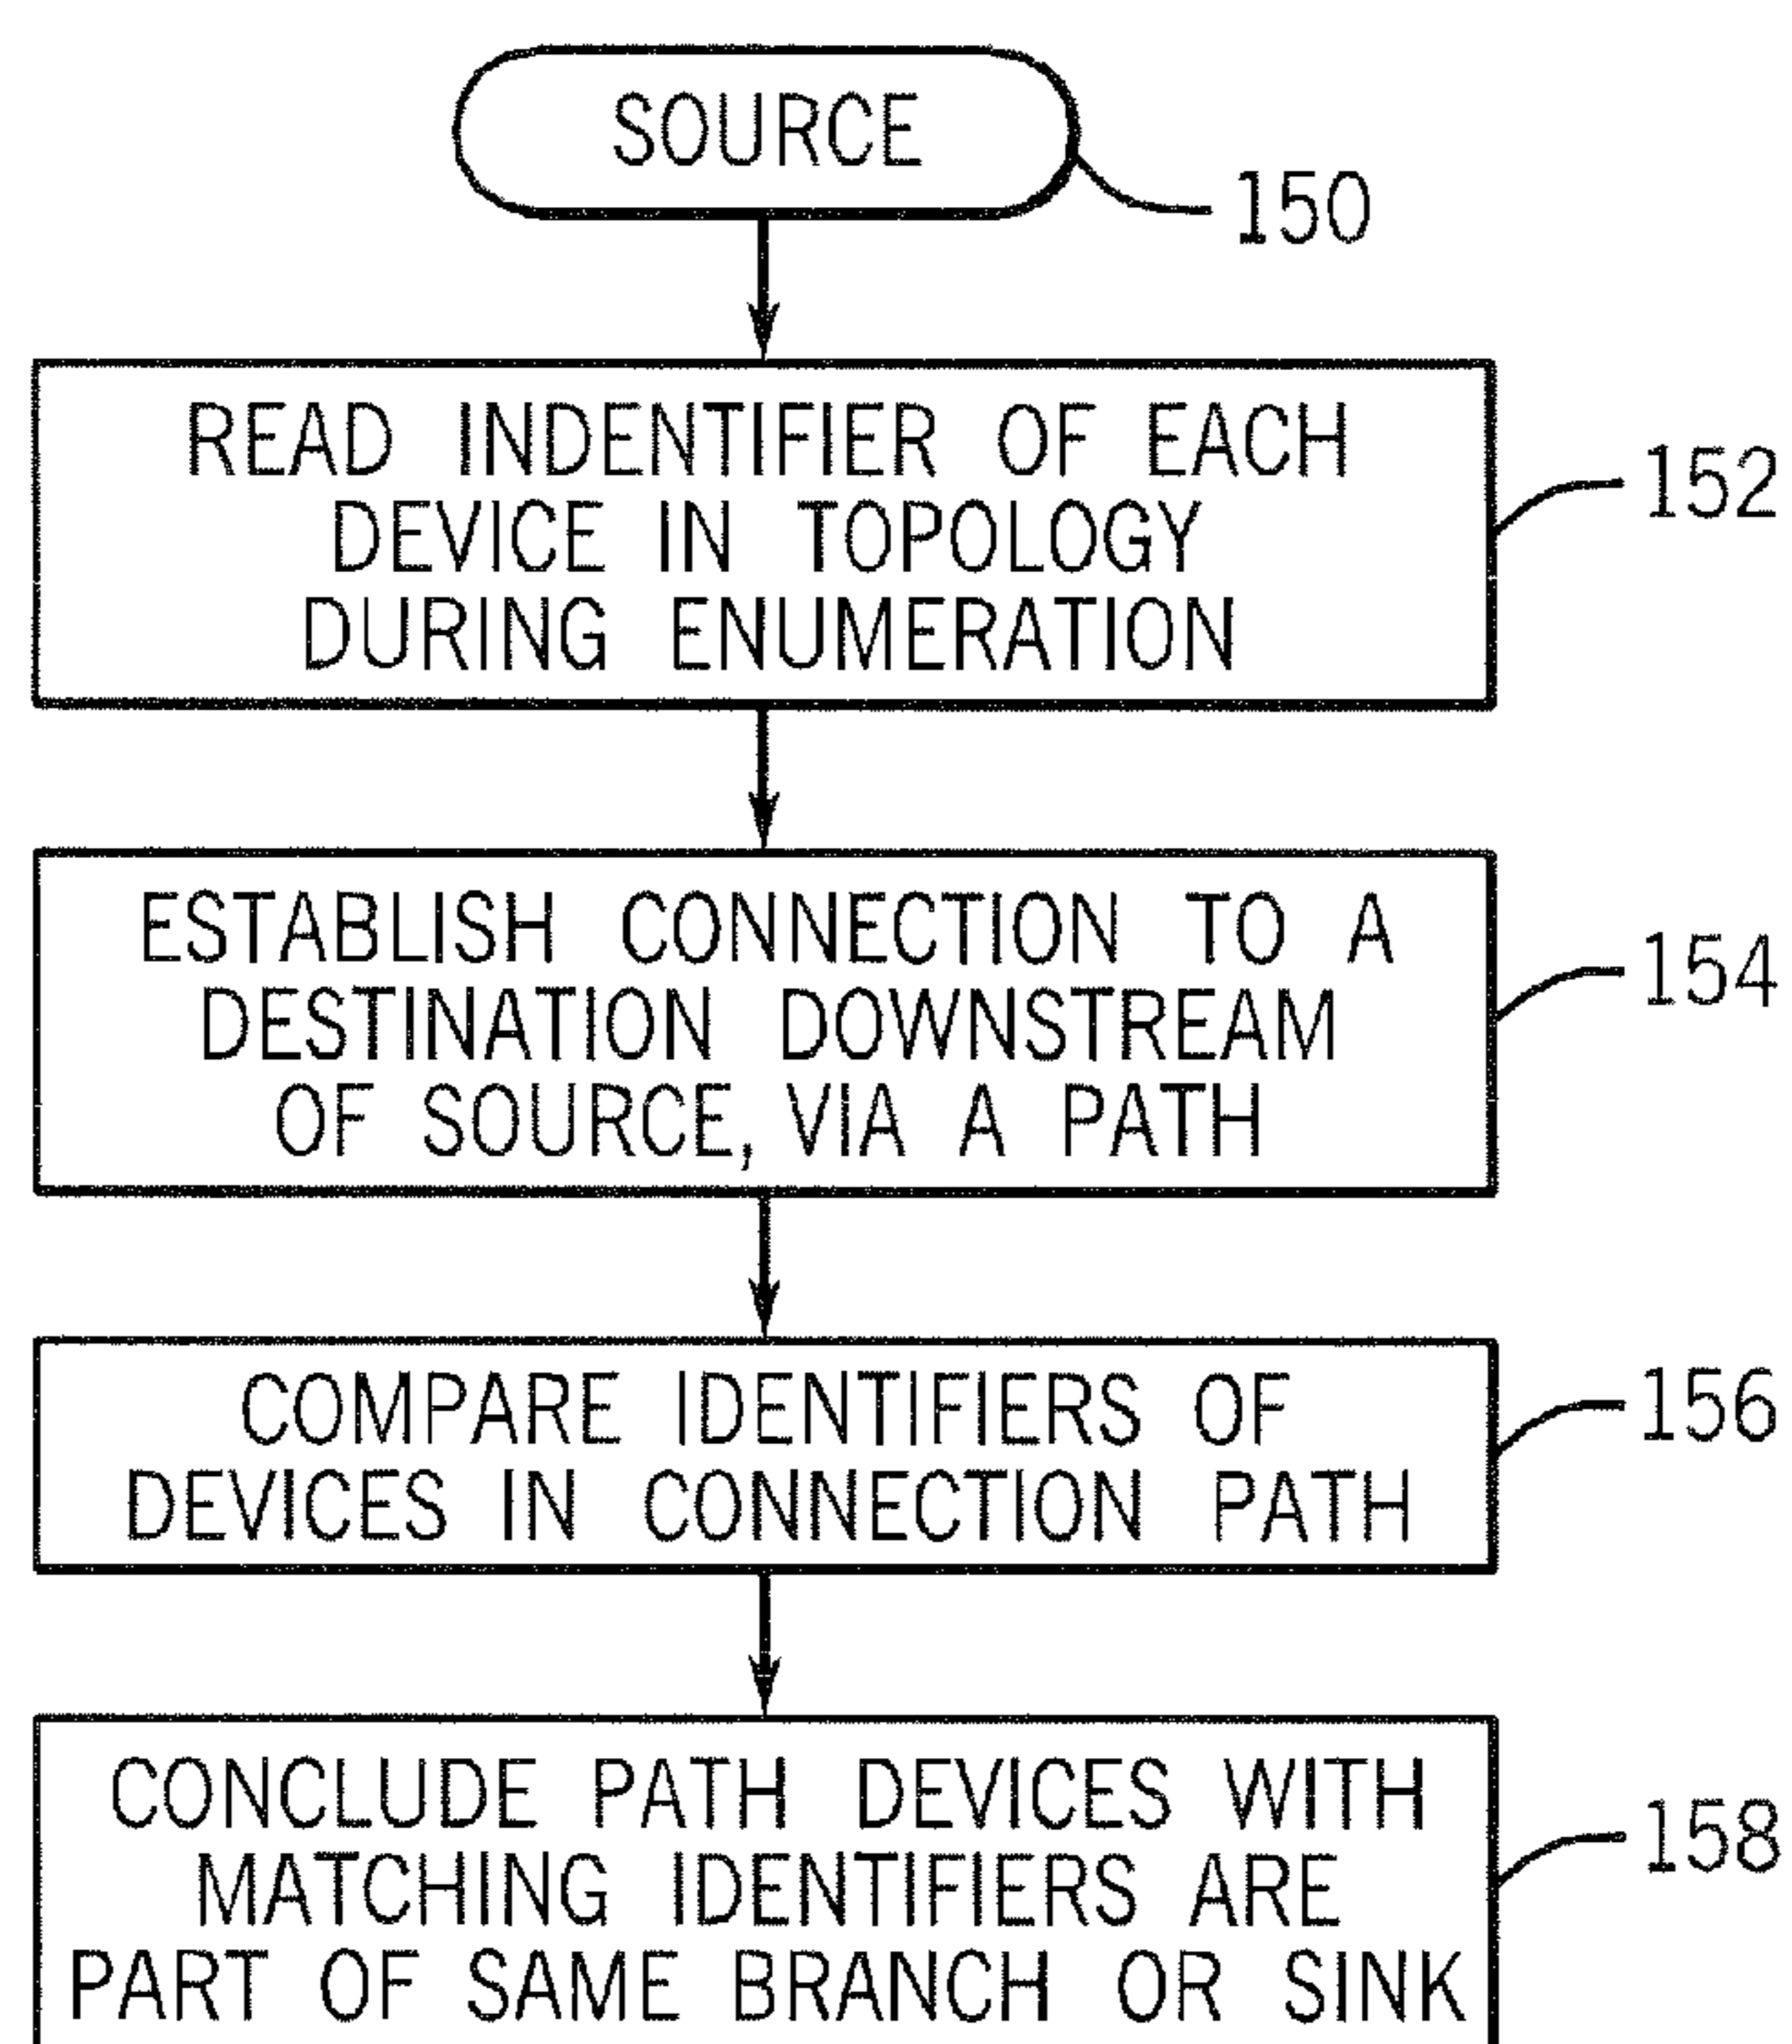 SOURCE
150
READ INDENTIFIER OF EACH
DEVICE IN TOPOLOGY
DURING ENUMERATION
152
ESTABLISH CONNECTION TO A
DESTINATION DOWNSTREAM
OF SOURCE, VIA A PATH
154
COMPARE IDENTIFIERS OF
DEVICES IN CONNECTION PATH
156
CONCLUDE PATH DEVICES WITH
MATCHING IDENTIFIERS ARE
PART OF SAME BRANCH OR SINK
158